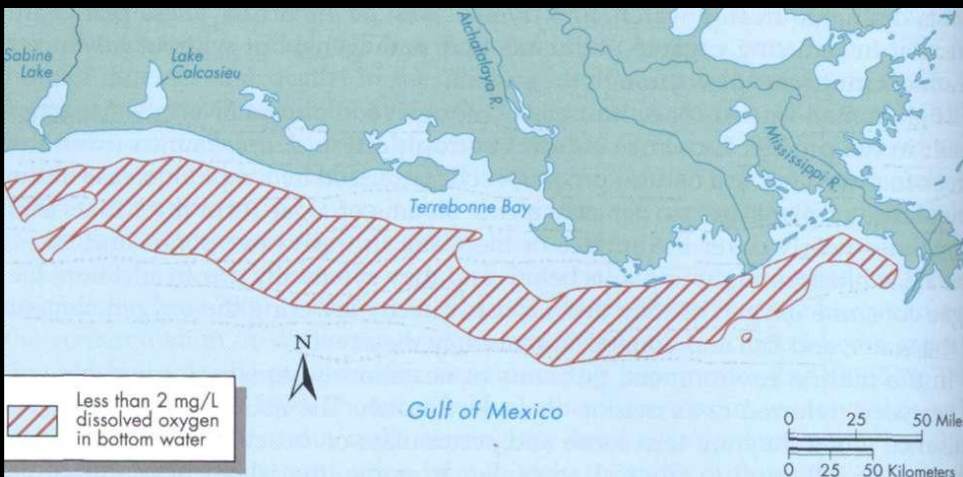 Sabine
Lake
Lake
Calcasieu
Atchafalaya R.
Mississippi R.
Terrebonne Bay
N
Gulf of Mexico
Less than 2 mg/L
dissolved oxygen
in bottom water
0 25 50 Miles
0 25 50 Kilometers